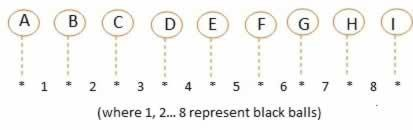 A B C D E F G H I
* 1 * 2 * 3 * 4 * 5 * 6 * 7 * 8 *
(where 1, 2... 8 represent black balls)